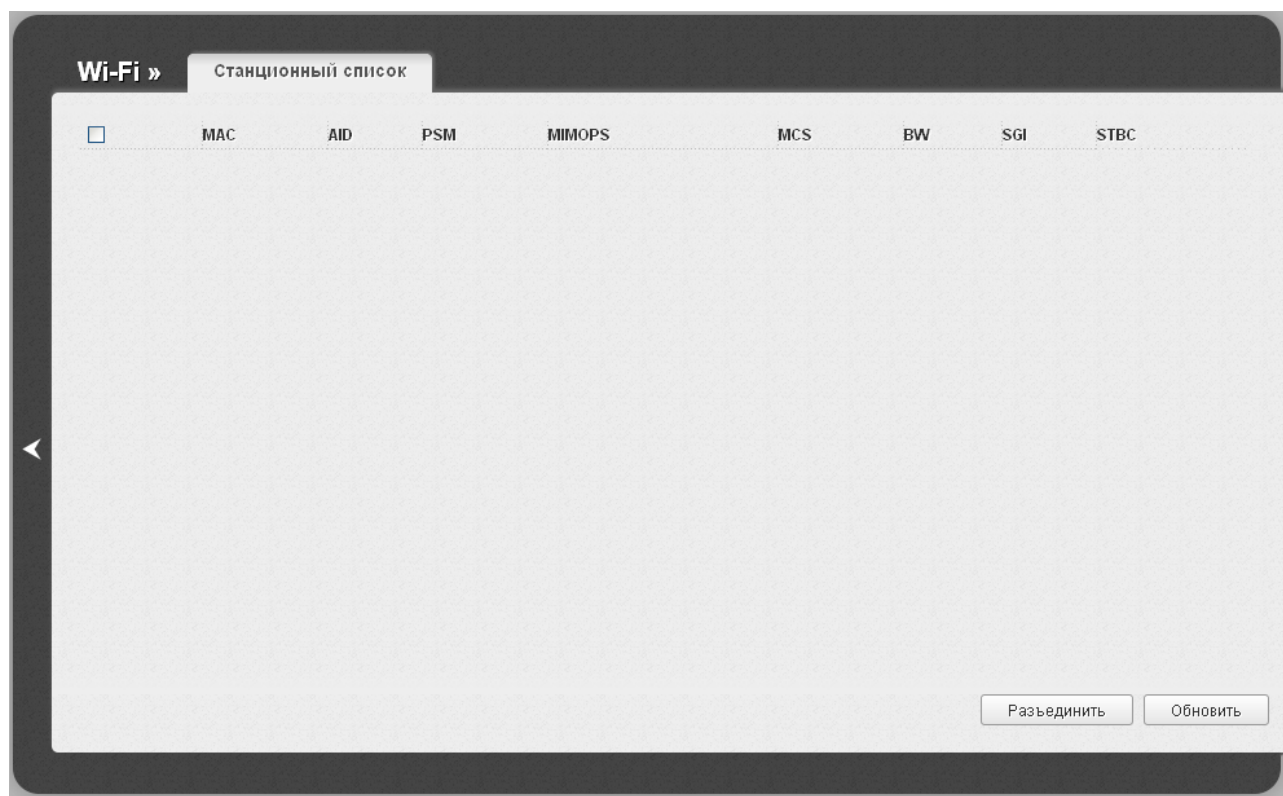 Wi-Fi » Станционный список
MAC AID PSM MIMOPS MCS BW SGI STBC
Разъединить Обновить